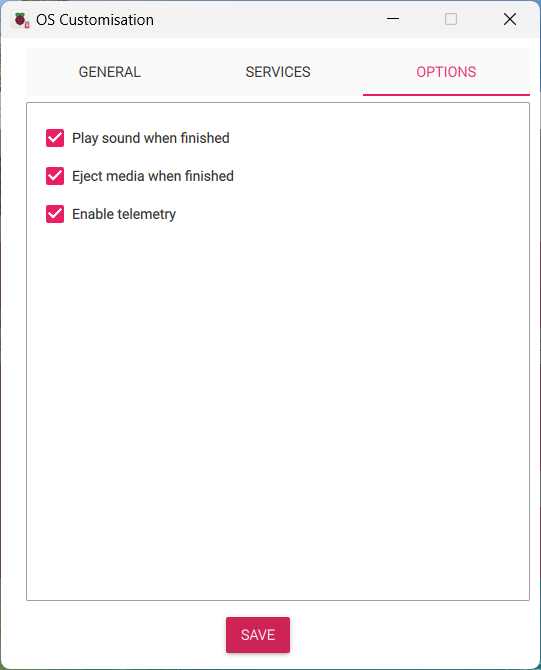 OS Customisation
GENERAL SERVICES OPTIONS
Play sound when finished
Eject media when finished
Enable telemetry
SAVE